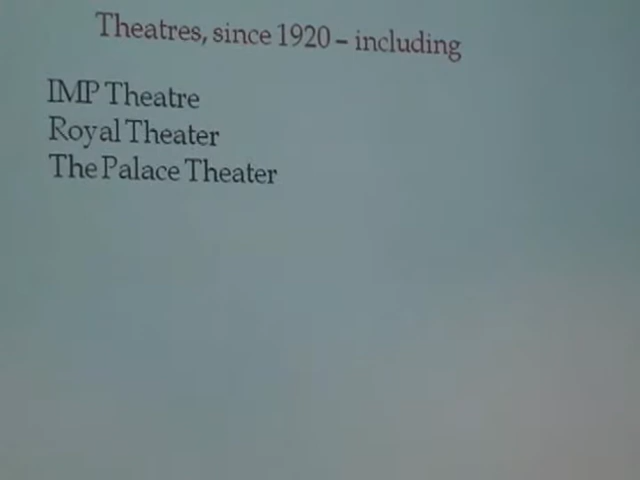 Theatres, since 1920 – including
IMP Theatre
Royal Theater
The Palace Theater